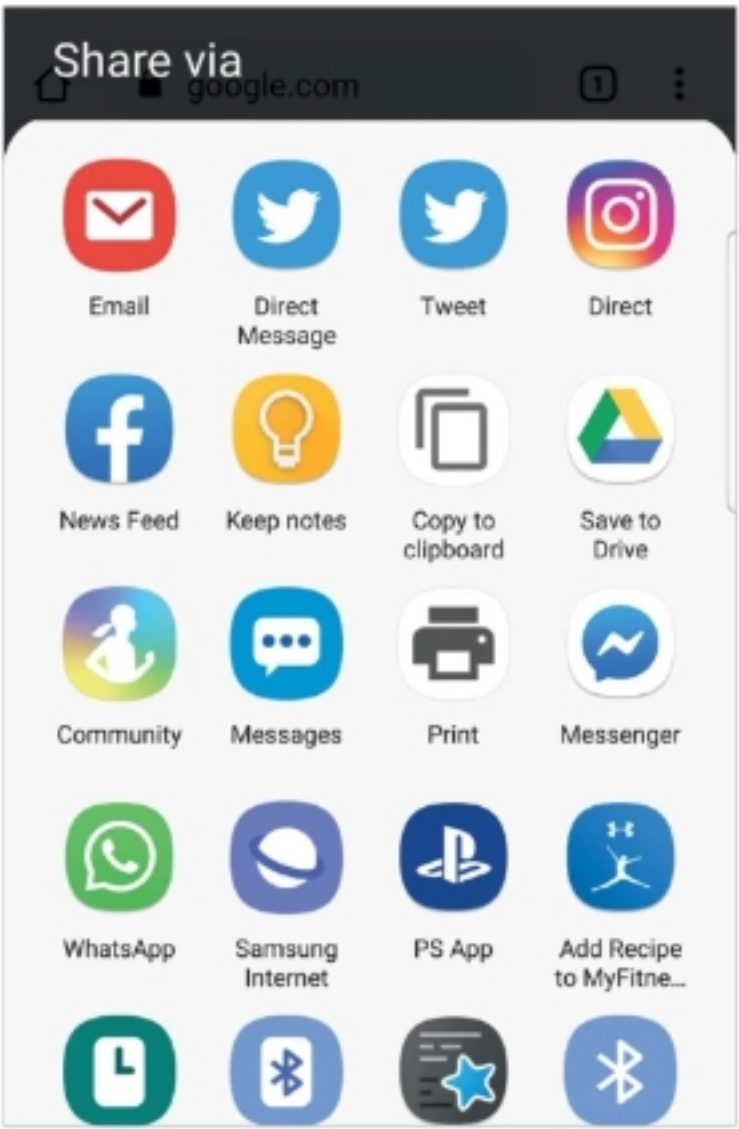 Share via
google.com
1
Email
Direct
Message
Tweet
Direct
News Feed
Keep notes
Copy to
clipboard
Save to
Drive
Community
Messages
Print
Messenger
WhatsApp
Samsung
Internet
PS App
Add Recipe
to MyFitne...